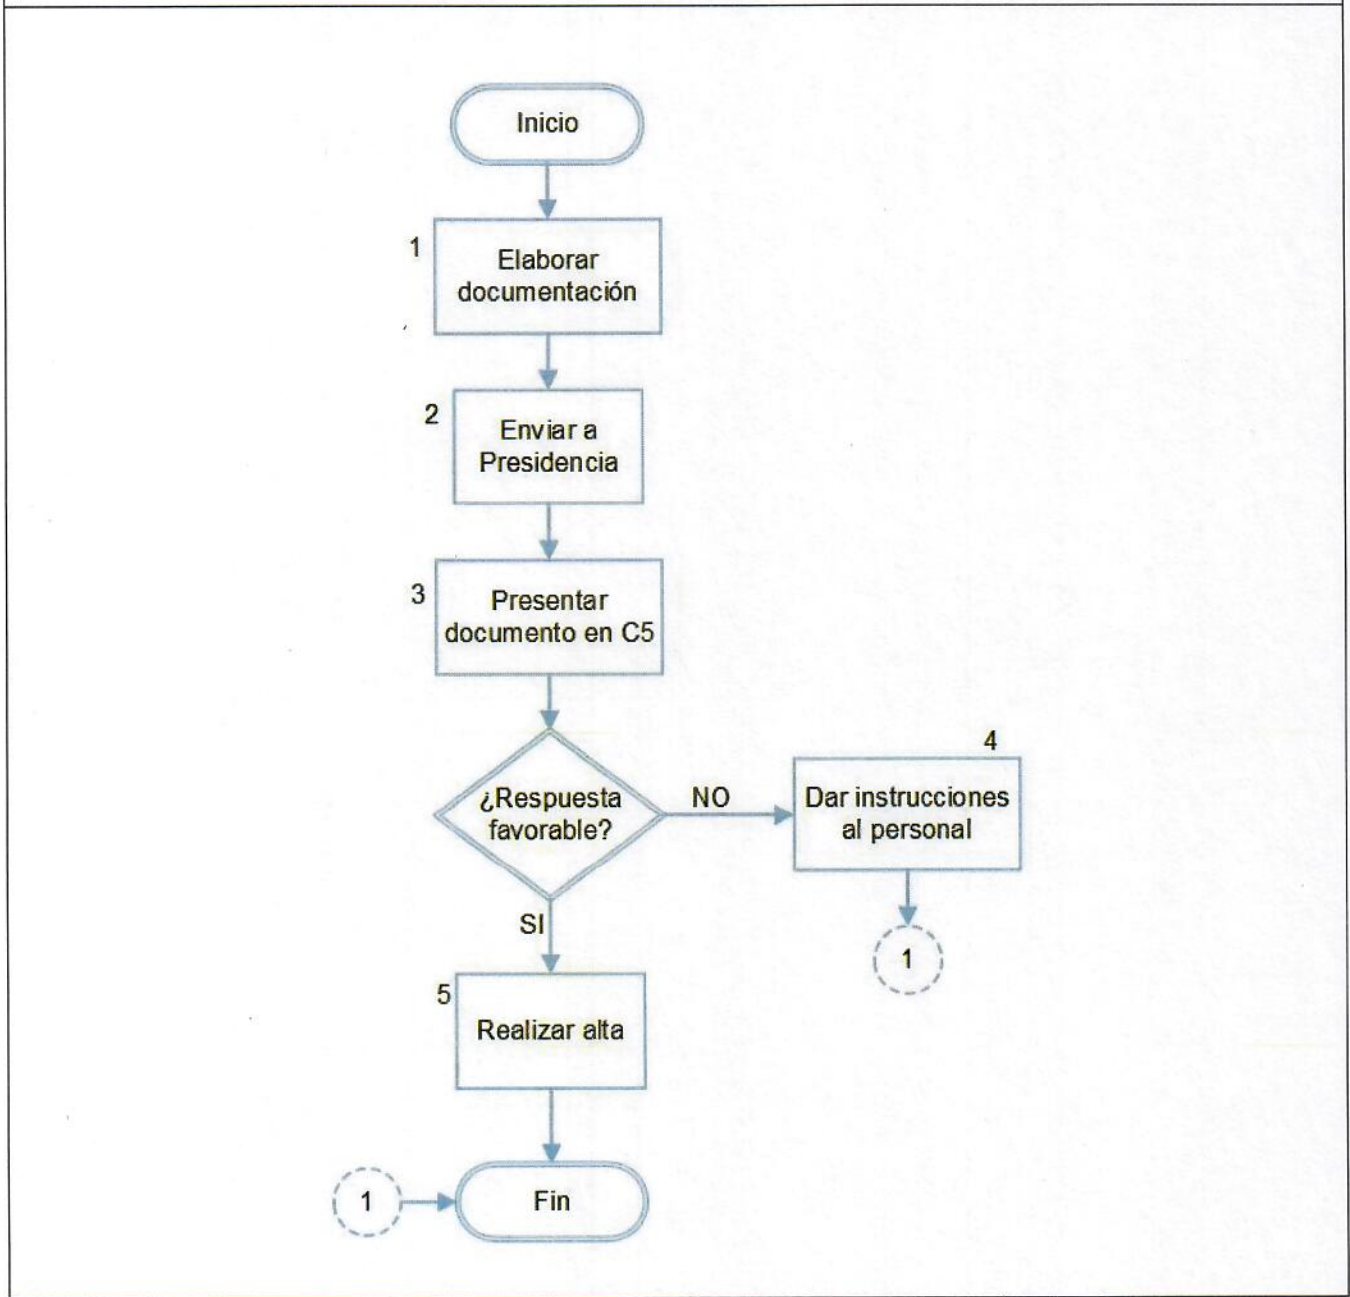 Inicio
1
Elaborar
documentación
2
Enviar a
Presidencia
3
Presentar
documento en C5
¿Respuesta
favorable?
NO
4
Dar instrucciones
al personal
1
SI
5
Realizar alta
1
Fin